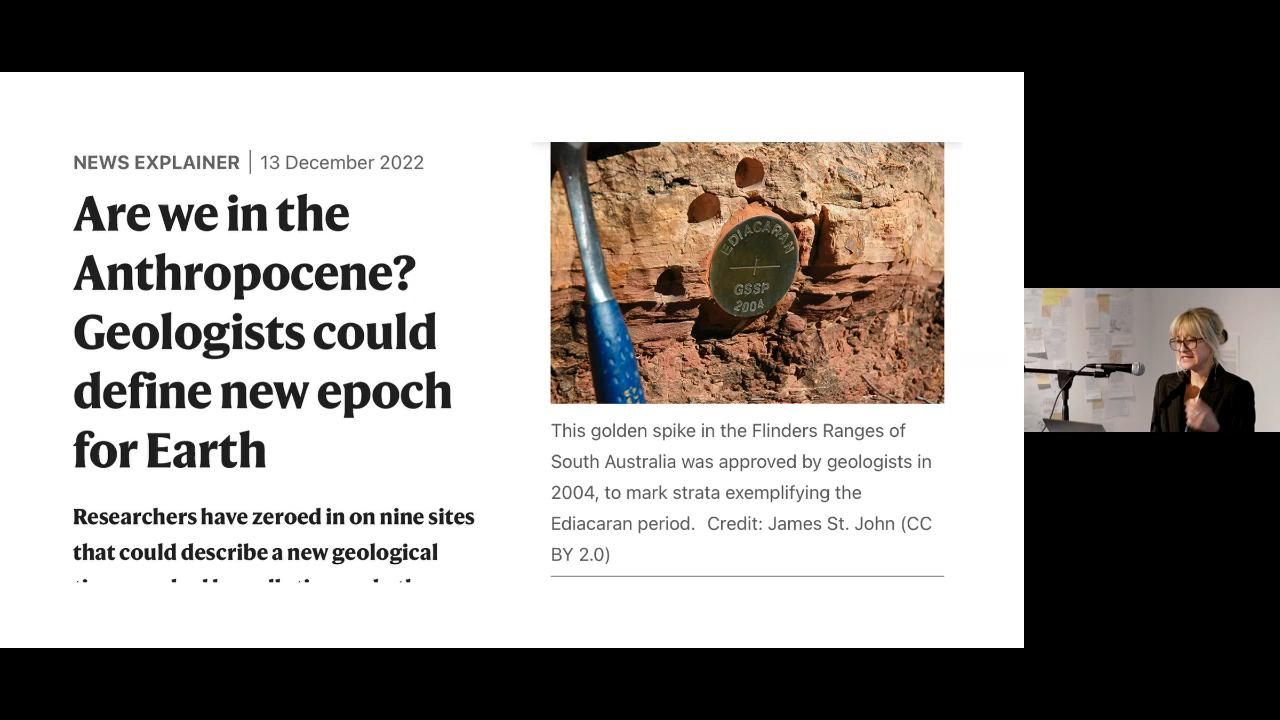 NEWS EXPLAINER | 13 December 2022
Are we in the
Anthropocene?
Geologists could
define new epoch
for Earth
Researchers have zeroed in on nine sites
that could describe a new geological
EDIACARAN
GSSP
2004
This golden spike in the Flinders Ranges of
South Australia was approved by geologists in
2004, to mark strata exemplifying the
Ediacaran period. Credit: James St. John (CC
BY 2.0)